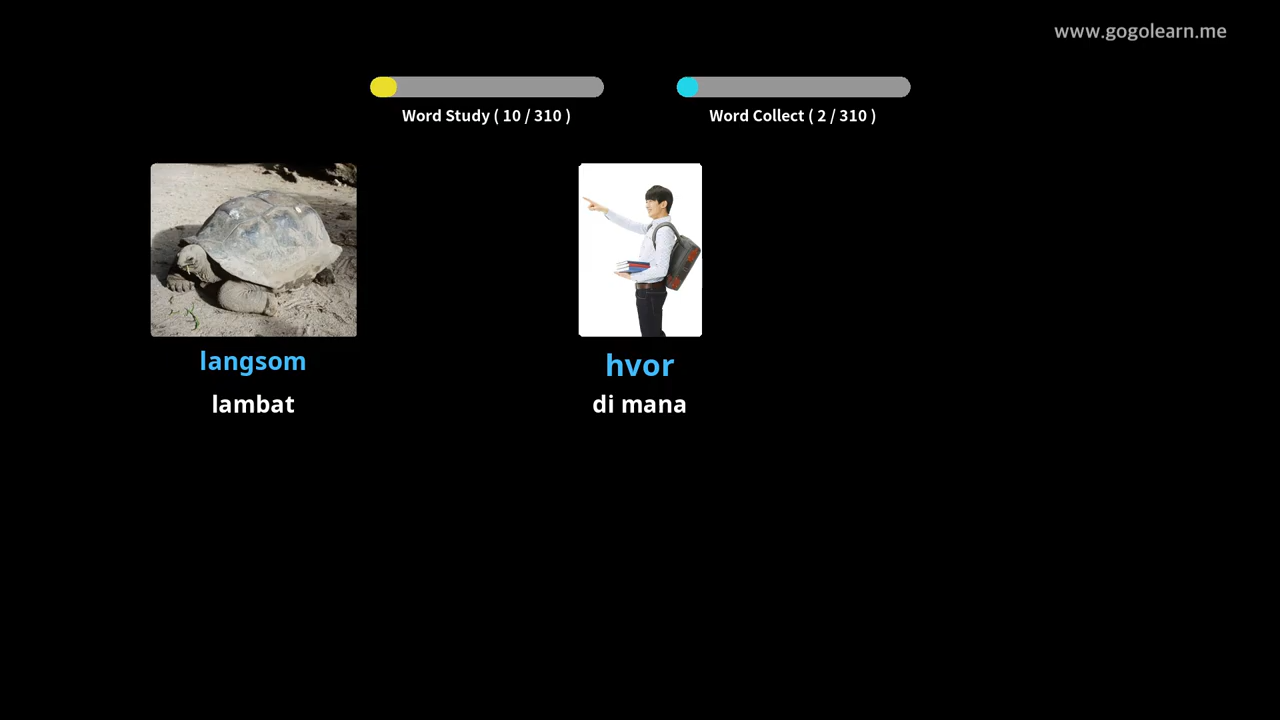 www.gogolearn.me
Word Study ( 10 / 310 )
Word Collect ( 2 / 310 )
langsom
lambat
hvor
di mana